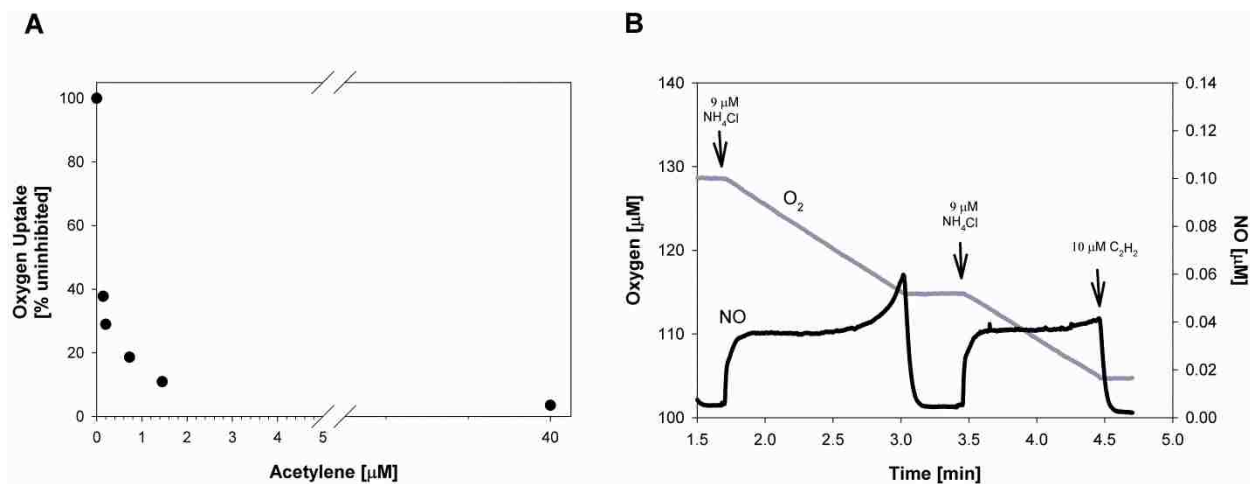 A
Oxygen Uptake
[% uninhibited]
100
80
60
40
20
0
0 1 2 3 4 5 40
Acetylene [μM]
B
Oxygen [μM]
140
130
120
110
100
9 μM
NH₄Cl
O₂
NO
9 μM
NH₄Cl
10 μM C₂H₂
0.14
0.12
0.10
0.08
0.06
0.04
0.02
0.00
NO [μM]
1.5 2.0 2.5 3.0 3.5 4.0 4.5 5.0
Time [min]